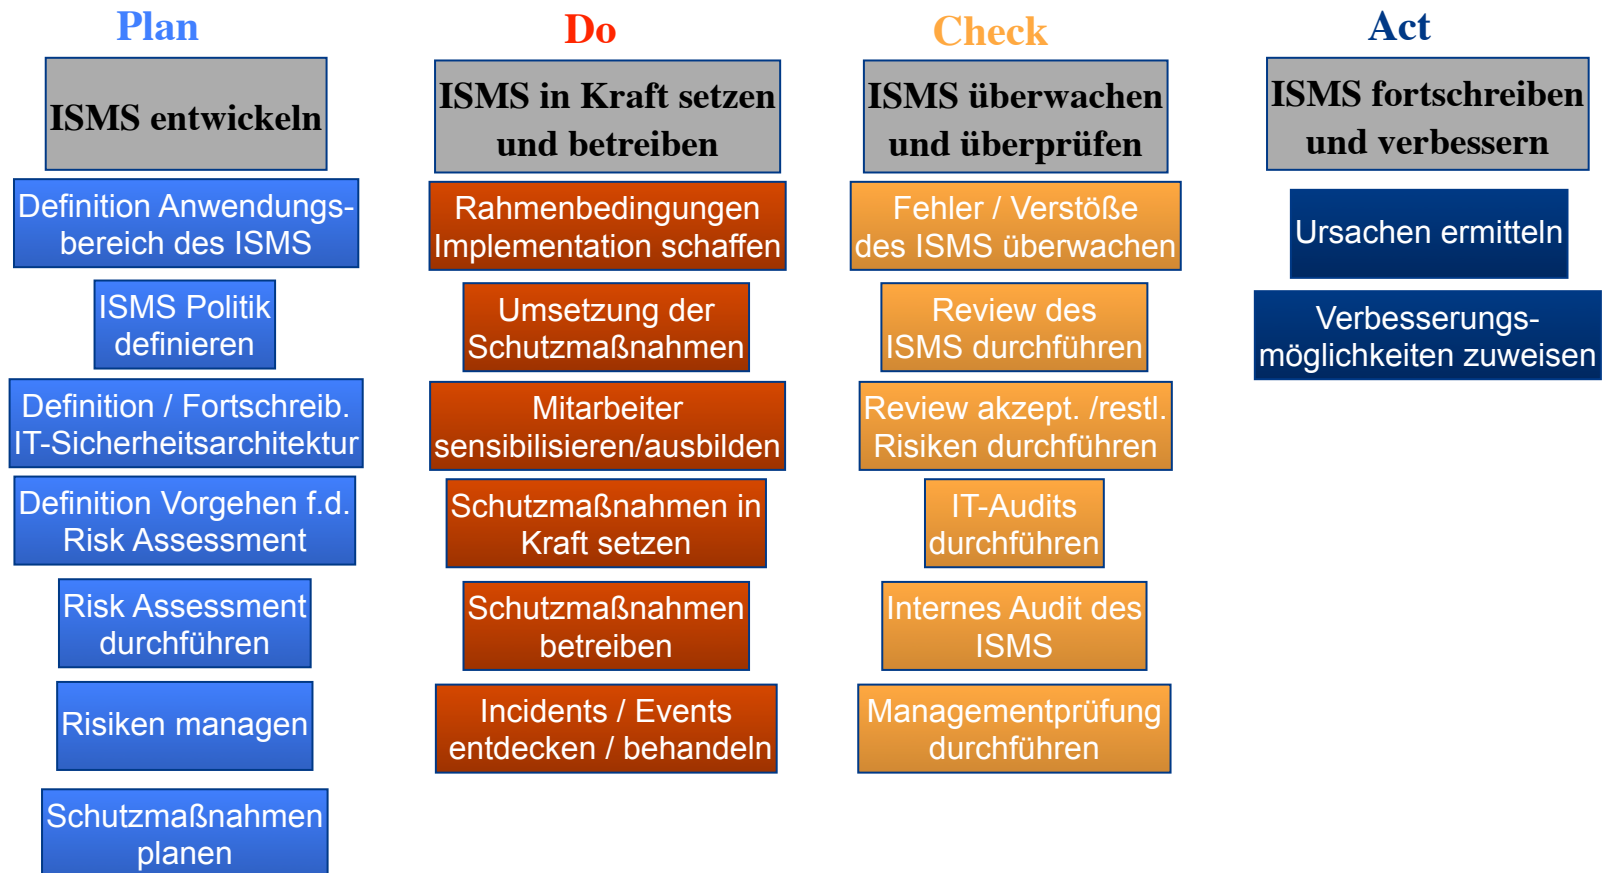 Plan
ISMS entwickeln
Definition Anwendungs-
bereich des ISMS
ISMS Politik
definieren
Definition / Fortschreib.
IT-Sicherheitsarchitektur
Definition Vorgehen f.d.
Risk Assessment
Risk Assessment
durchführen
Risiken managen
Schutzmaßnahmen
planen
Do
ISMS in Kraft setzen
und betreiben
Rahmenbedingungen
Implementation schaffen
Umsetzung der
Schutzmaßnahmen
Mitarbeiter
sensibilisieren/ausbilden
Schutzmaßnahmen in
Kraft setzen
Schutzmaßnahmen
betreiben
Incidents / Events
entdecken / behandeln
Check
ISMS überwachen
und überprüfen
Fehler / Verstöße
des ISMS überwachen
Review des
ISMS durchführen
Review akzept. /restl.
Risiken durchführen
IT-Audits
durchführen
Internes Audit des
ISMS
Managementprüfung
durchführen
Act
ISMS fortschreiben
und verbessern
Ursachen ermitteln
Verbesserungs-
möglichkeiten zuweisen